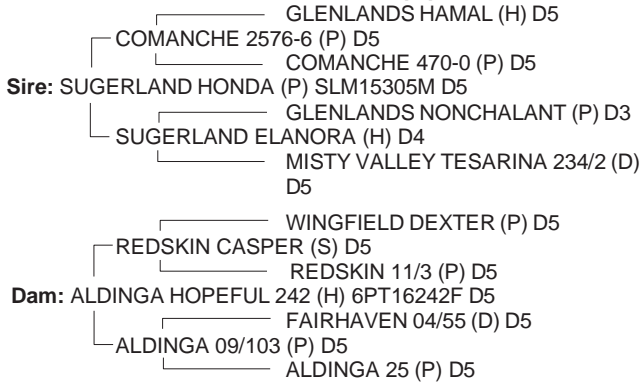 GLENLANDS HAMAL (H) D5
COMANCHE 2576-6 (P) D5
COMANCHE 470-0 (P) D5
Sire: SUGERLAND HONDA (P) SLM15305M D5
GLENLANDS NONCHALANT (P) D3
SUGERLAND ELANORA (H) D4
MISTY VALLEY TESARINA 234/2 (D)
D5
WINGFIELD DEXTER (P) D5
REDSKIN CASPER (S) D5
REDSKIN 11/3 (P) D5
Dam: ALDINGA HOPEFUL 242 (H) 6PT16242F D5
FAIRHAVEN 04/55 (D) D5
ALDINGA 09/103 (P) D5
ALDINGA 25 (P) D5